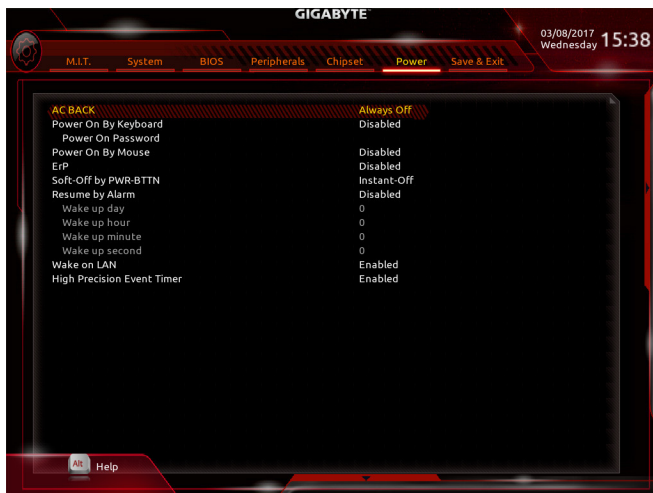 GIGABYTE™
03/08/2017
Wednesday
15:38
M.I.T. System BIOS Peripherals Chipset Power Save & Exit
AC BACK Always Off
Power On By Keyboard Disabled
Power On Password
Power On By Mouse Disabled
ErP Disabled
Soft-Off by PWR-BTTN Instant-Off
Resume by Alarm Disabled
Wake up day 0
Wake up hour 0
Wake up minute 0
Wake up second 0
Wake on LAN Enabled
High Precision Event Timer Enabled
Alt Help